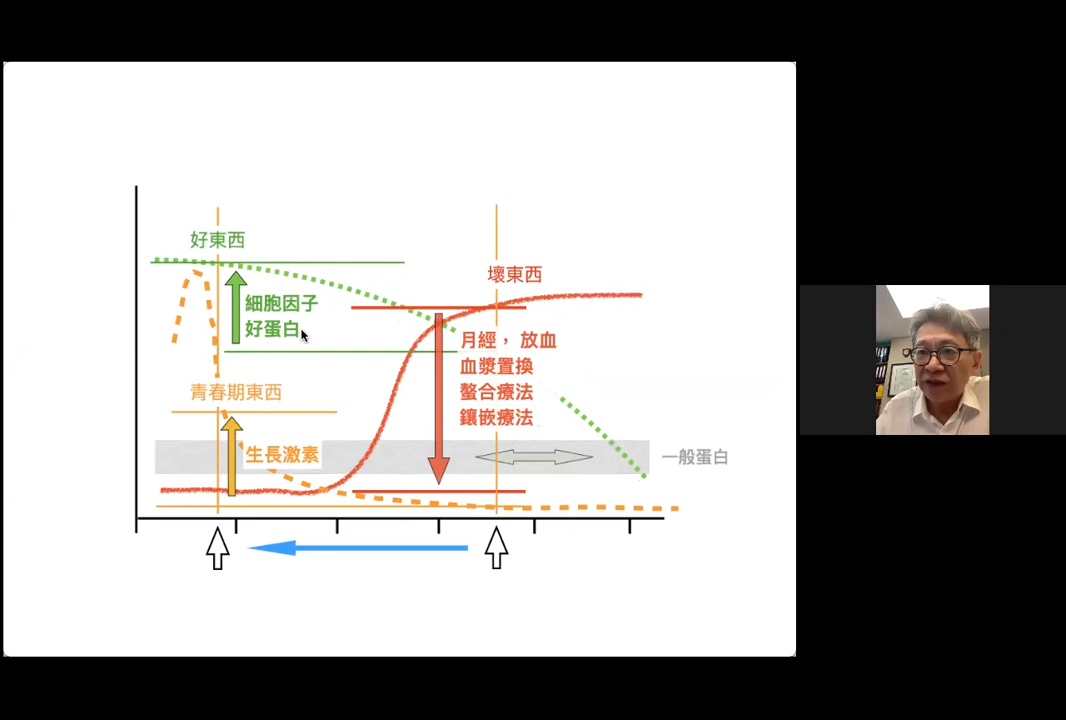 好東西
細胞因子
好蛋白
青春期東西
生長激素
壞東西
月經， 放血
血漿置換
螯合療法
鑲嵌療法
一般蛋白